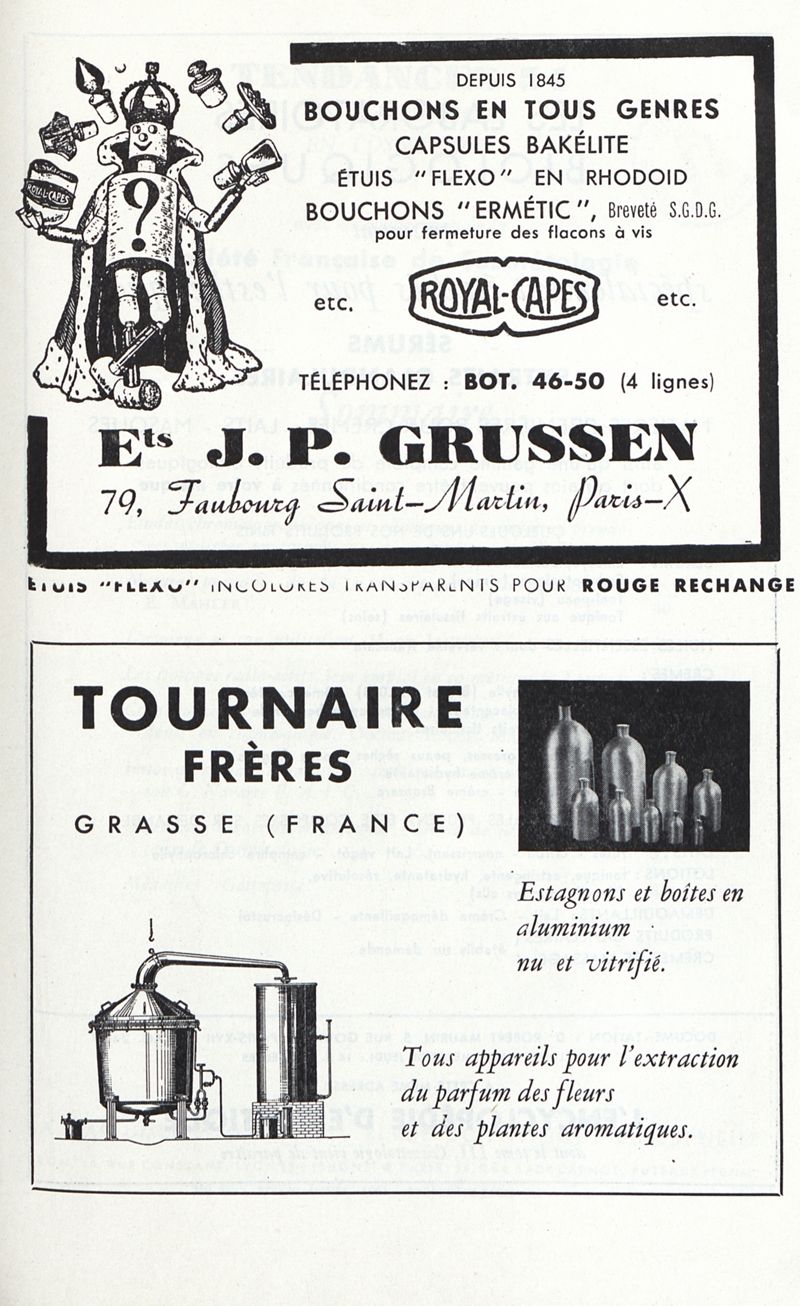 DEPUIS 1845
BOUCHONS EN TOUS GENRES
CAPSULES BAKÉLITE
ÉTUIS "FLEXO" EN RHODOID
BOUCHONS "ERMÉTIC", Breveté S.G.D.G.
pour fermeture des flacons à vis
ROYAL-CAPES
?
etc. ROYAL-CAPES etc.
TÉLÉPHONEZ : BOT. 46-50 (4 lignes)
Ets J. P. GRUSSEN
79, Faubourg Saint-Martin, Paris-X
ÉTUIS "FLEXO" INCOLORES TRANSPARENTS POUR ROUGE RECHANGE
TOURNAIRE
FRÈRES
GRASSE (FRANCE)
Estagnons et boîtes en
aluminium
nu et vitrifié.
Tous appareils pour l'extraction
du parfum des fleurs
et des plantes aromatiques.